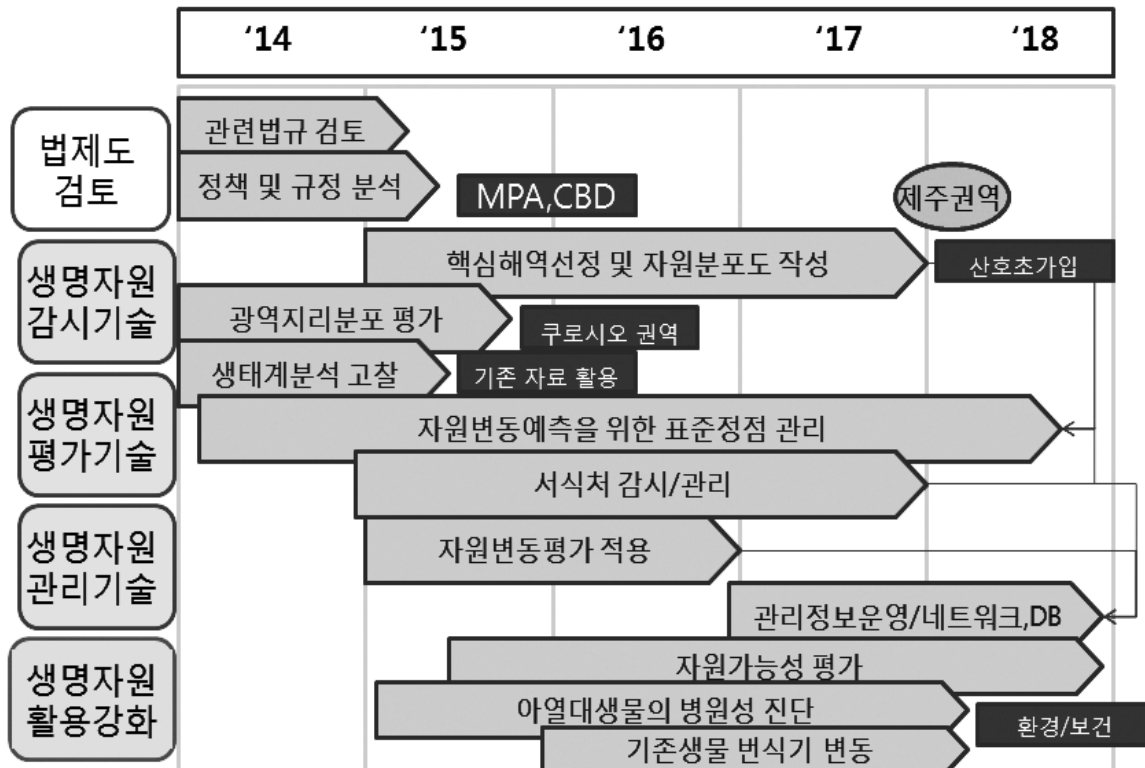 ‘14 ‘15 ‘16 ‘17 ‘18
법제도
검토
관련법규 검토
정책 및 규정 분석
MPA,CBD
제주권역
생명자원
감시기술
핵심해역선정 및 자원분포도 작성
산호초가입
광역지리분포 평가
쿠로시오 권역
생태계분석 고찰
기존 자료 활용
생명자원
평가기술
자원변동예측을 위한 표준정점 관리
서식처 감시/관리
생명자원
관리기술
자원변동평가 적용
관리정보운영/네트워크,DB
생명자원
활용강화
자원가능성 평가
아열대생물의 병원성 진단
환경/보건
기존생물 번식기 변동